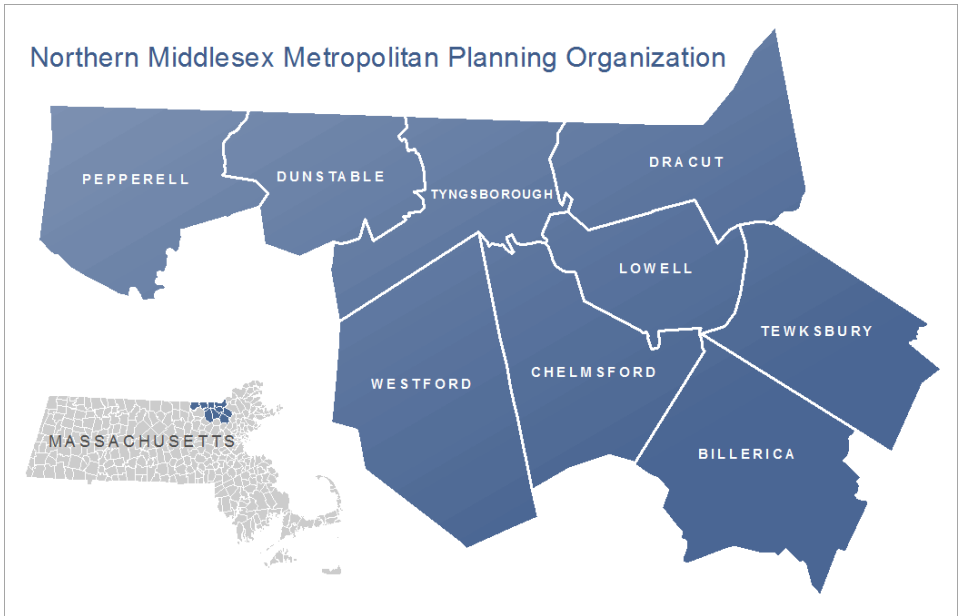 Northern Middlesex Metropolitan Planning Organization
DRACUT
PEPPERELL
DUNSTABLE
TYNGSBOROUGH
LOWELL
TEWKSBURY
WESTFORD
CHELMSFORD
MASSACHUSETTS
BILLERICA